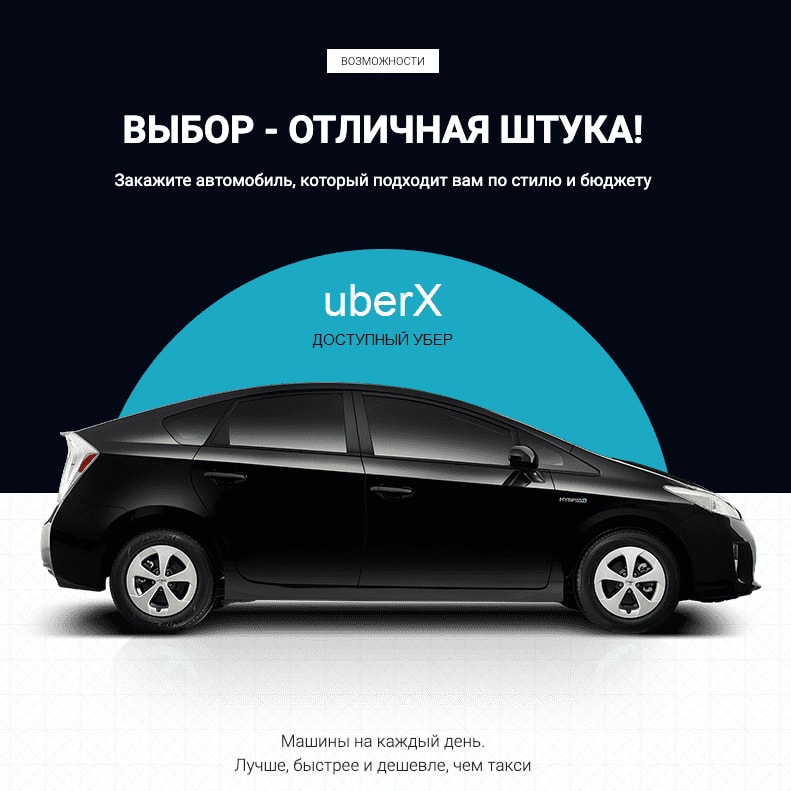 ВОЗМОЖНОСТИ
ВЫБОР - ОТЛИЧНАЯ ШТУКА!
Закажите автомобиль, который подходит вам по стилю и бюджету
uberX
ДОСТУПНЫЙ УБЕР
HYBRID
Машины на каждый день.
Лучше, быстрее и дешевле, чем такси